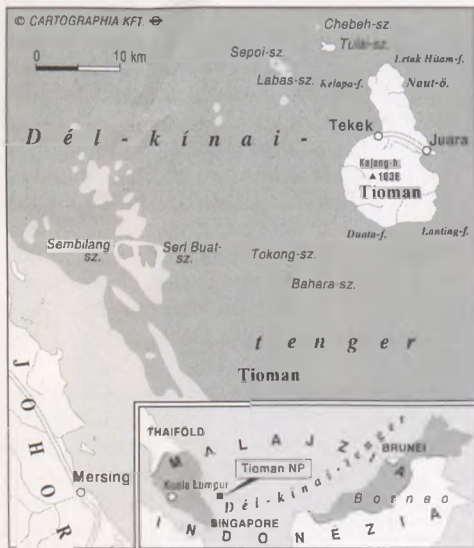 © CARTOGRAPHIA KFT.
0 10 km
Chebeh-sz.
Tulai-sz.
Sepoi-sz.
Labas-sz.
Kelapa-f.
Naut-ö.
Dél-kínai-
Tekek
Juara
Kajang-h.
▲1038
Tioman
Duata-f.
Lanting-f.
Sembilang
sz.
Seri Buat-
sz.
Tokong-sz.
Bahara-sz.
tenger
Tioman
JOHOR
Mersing
THAIFÖLD
MALAJZIA
BRUNEI
Kuala Lumpur
Tioman NP
Dél-kínai-tenger
Borneo
SINGAPORE
INDONÉZIA